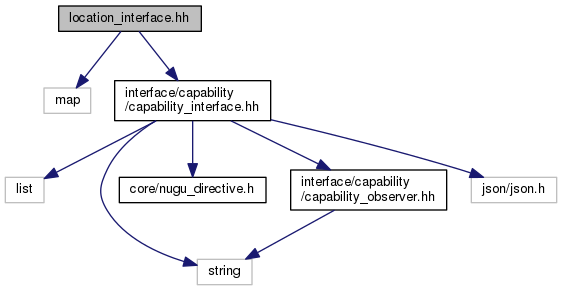 location_interface.hh
map
interface/capability
/capability_interface.hh
list
core/nugu_directive.h
interface/capability
/capability_observer.hh
json/json.h
string